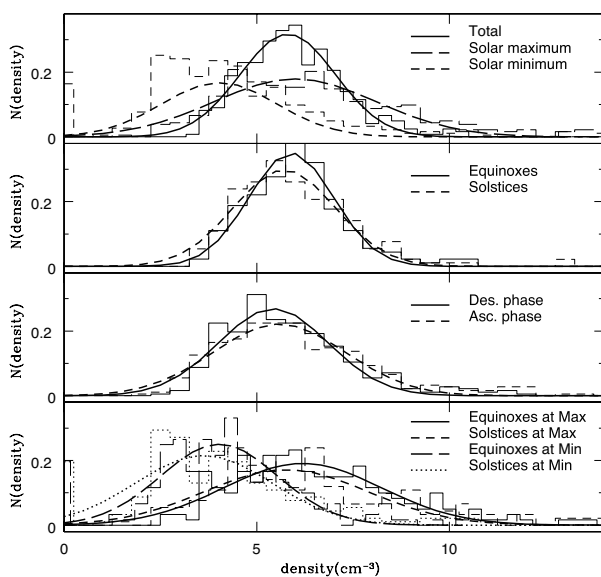 N(density)
0.2
0
Total
Solar maximum
Solar minimum
N(density)
0.2
0
Equinoxes
Solstices
N(density)
0.2
0
Des. phase
Asc. phase
N(density)
0.2
0
Equinoxes at Max
Solstices at Max
Equinoxes at Min
Solstices at Min
0 5 10
density(cm⁻³)